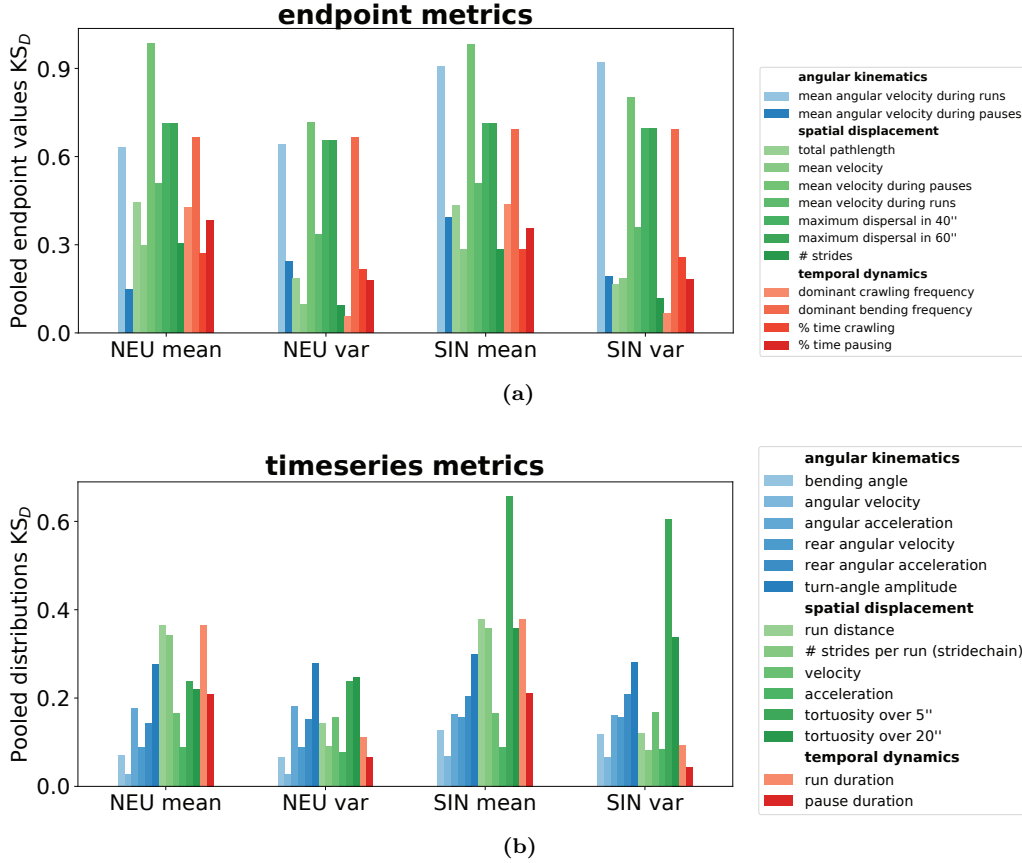 endpoint metrics
Pooled endpoint values KS_D
0.9
0.6
0.3
0.0
NEU mean
NEU var
SIN mean
SIN var
angular kinematics
mean angular velocity during runs
mean angular velocity during pauses
spatial displacement
total pathlength
mean velocity
mean velocity during pauses
mean velocity during runs
maximum dispersal in 40''
maximum dispersal in 60''
# strides
temporal dynamics
dominant crawling frequency
dominant bending frequency
% time crawling
% time pausing
(a)
timeseries metrics
Pooled distributions KS_D
0.6
0.4
0.2
0.0
NEU mean
NEU var
SIN mean
SIN var
angular kinematics
bending angle
angular velocity
angular acceleration
rear angular velocity
rear angular acceleration
turn-angle amplitude
spatial displacement
run distance
# strides per run (stridechain)
velocity
acceleration
tortuosity over 5''
tortuosity over 20''
temporal dynamics
run duration
pause duration
(b)